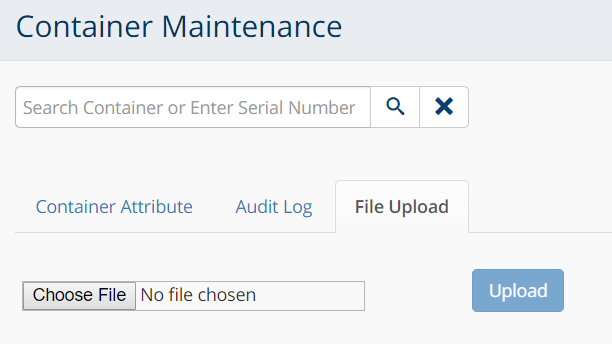 Container Maintenance
Search Container or Enter Serial Number
Container Attribute Audit Log File Upload
Choose File No file chosen Upload